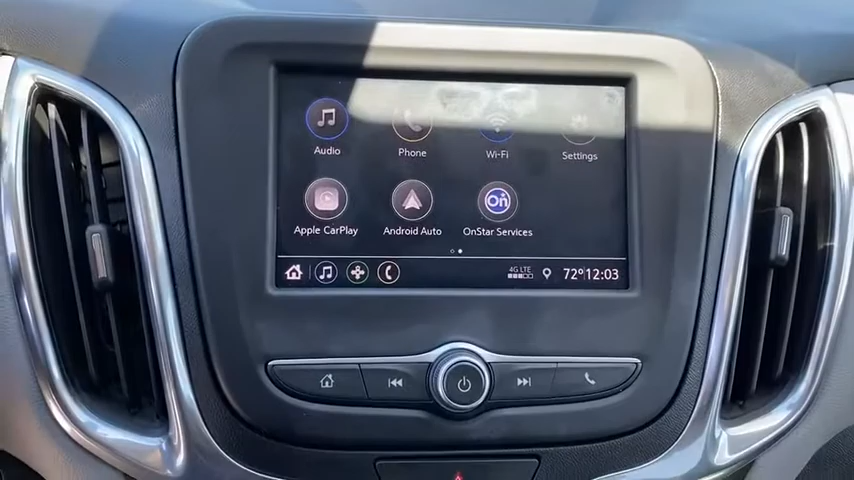 Audio
Phone
Wi-Fi
Settings
Apple CarPlay
Android Auto
On
OnStar Services
4G LTE
72° 12:03